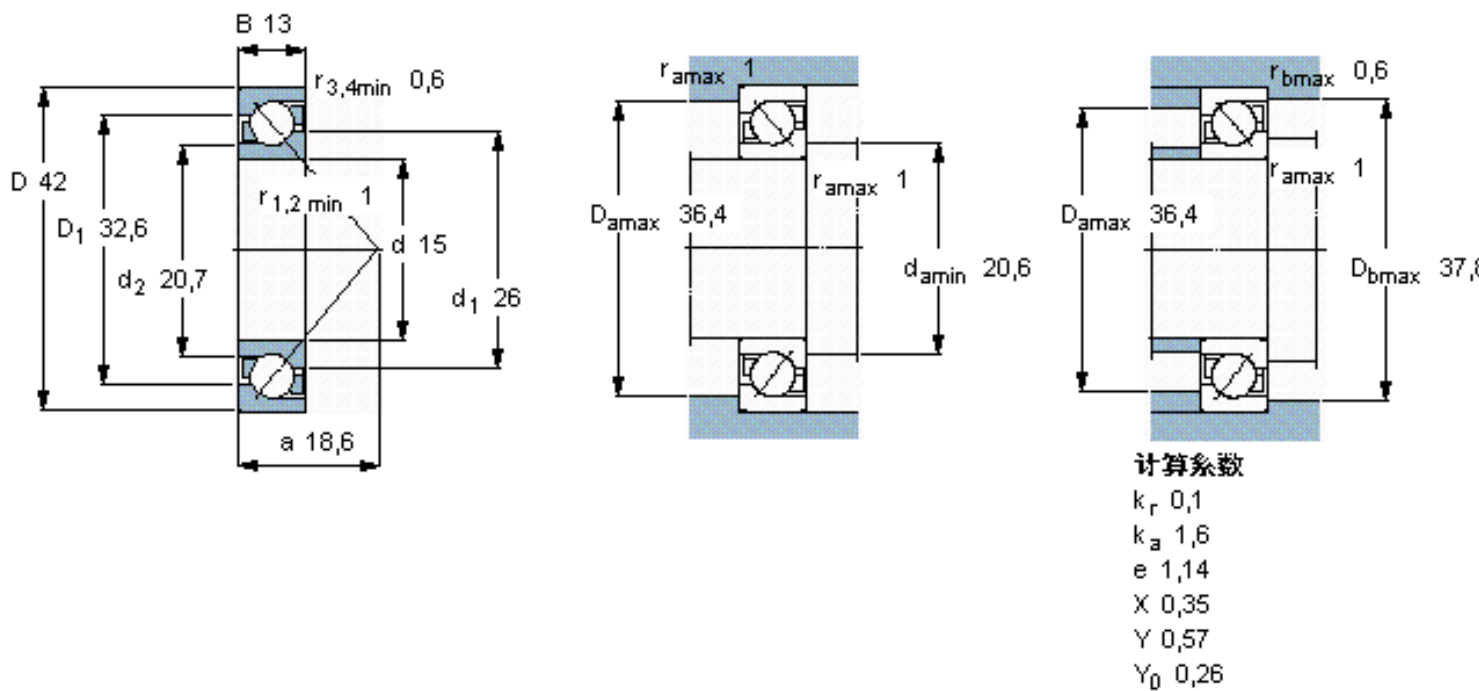 B 13
r3,4min 0,6
D 42
D1 32,6
d2 20,7
r1,2 min 1
d 15
d1 26
a 18,6
ramax 1
ramax 1
Damax 36,4
damin 20,6
rbmax 0,6
ramax 1
Damax 36,4
Dbmax 37,8
计算系数
kr 0,1
ka 1,6
e 1,14
X 0,35
Y 0,57
Y0 0,26